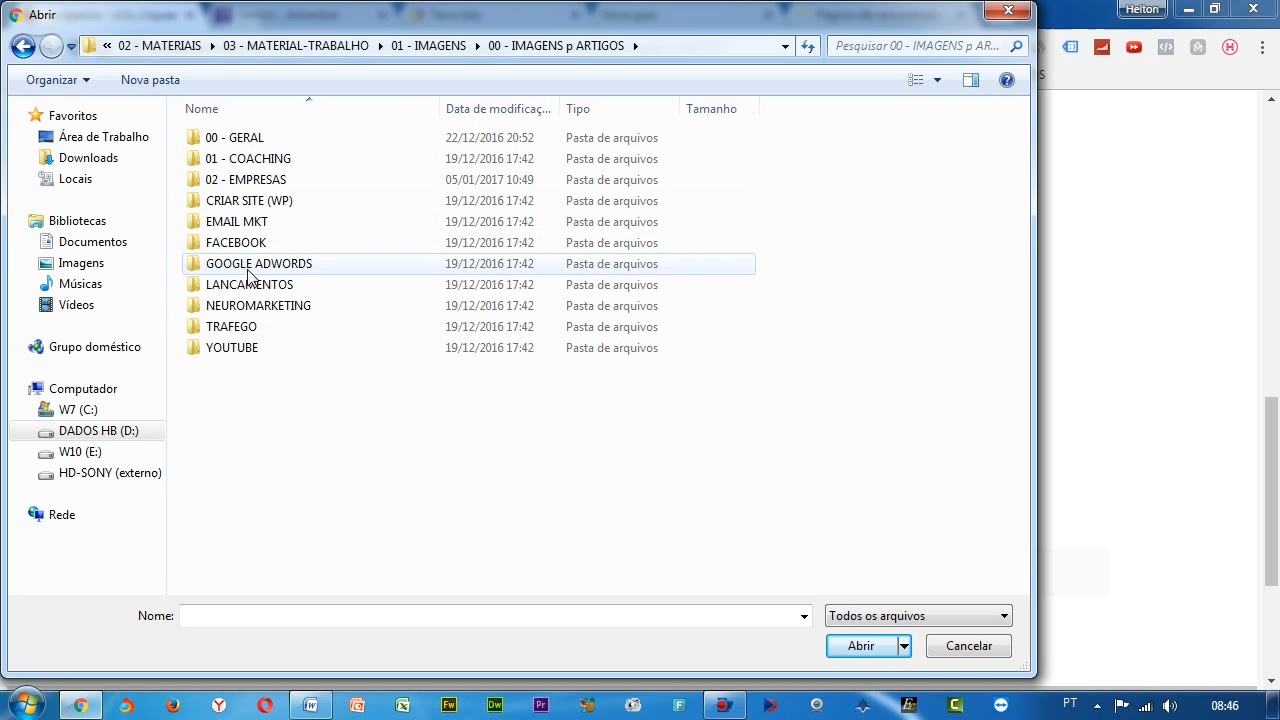 Abrir
Helton
« 02 - MATERIAIS 03 - MATERIAL-TRABALHO 01 - IMAGENS 00 - IMAGENS p ARTIGOS
Pesquisar 00 - IMAGENS p AR...
Organizar Nova pasta
Nome Data de modificaç... Tipo Tamanho
Favoritos
Área de Trabalho
Downloads
Locais
Bibliotecas
Documentos
Imagens
Músicas
Vídeos
Grupo doméstico
Computador
W7 (C:)
DADOS HB (D:)
W10 (E:)
HD-SONY (externo)
Rede
00 - GERAL 22/12/2016 20:52 Pasta de arquivos
01 - COACHING 19/12/2016 17:42 Pasta de arquivos
02 - EMPRESAS 05/01/2017 10:49 Pasta de arquivos
CRIAR SITE (WP) 19/12/2016 17:42 Pasta de arquivos
EMAIL MKT 19/12/2016 17:42 Pasta de arquivos
FACEBOOK 19/12/2016 17:42 Pasta de arquivos
GOOGLE ADWORDS 19/12/2016 17:42 Pasta de arquivos
LANCAMENTOS 19/12/2016 17:42 Pasta de arquivos
NEUROMARKETING 19/12/2016 17:42 Pasta de arquivos
TRAFEGO 19/12/2016 17:42 Pasta de arquivos
YOUTUBE 19/12/2016 17:42 Pasta de arquivos
Nome:
Todos os arquivos
Abrir Cancelar
PT 08:46